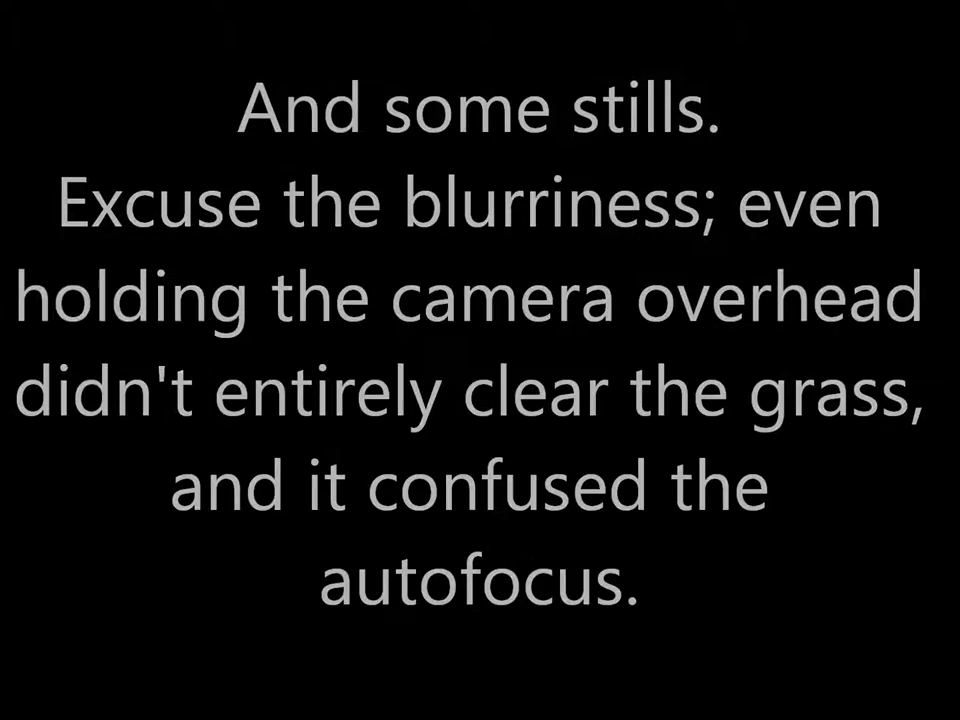 And some stills.
Excuse the blurriness; even
holding the camera overhead
didn't entirely clear the grass,
and it confused the
autofocus.